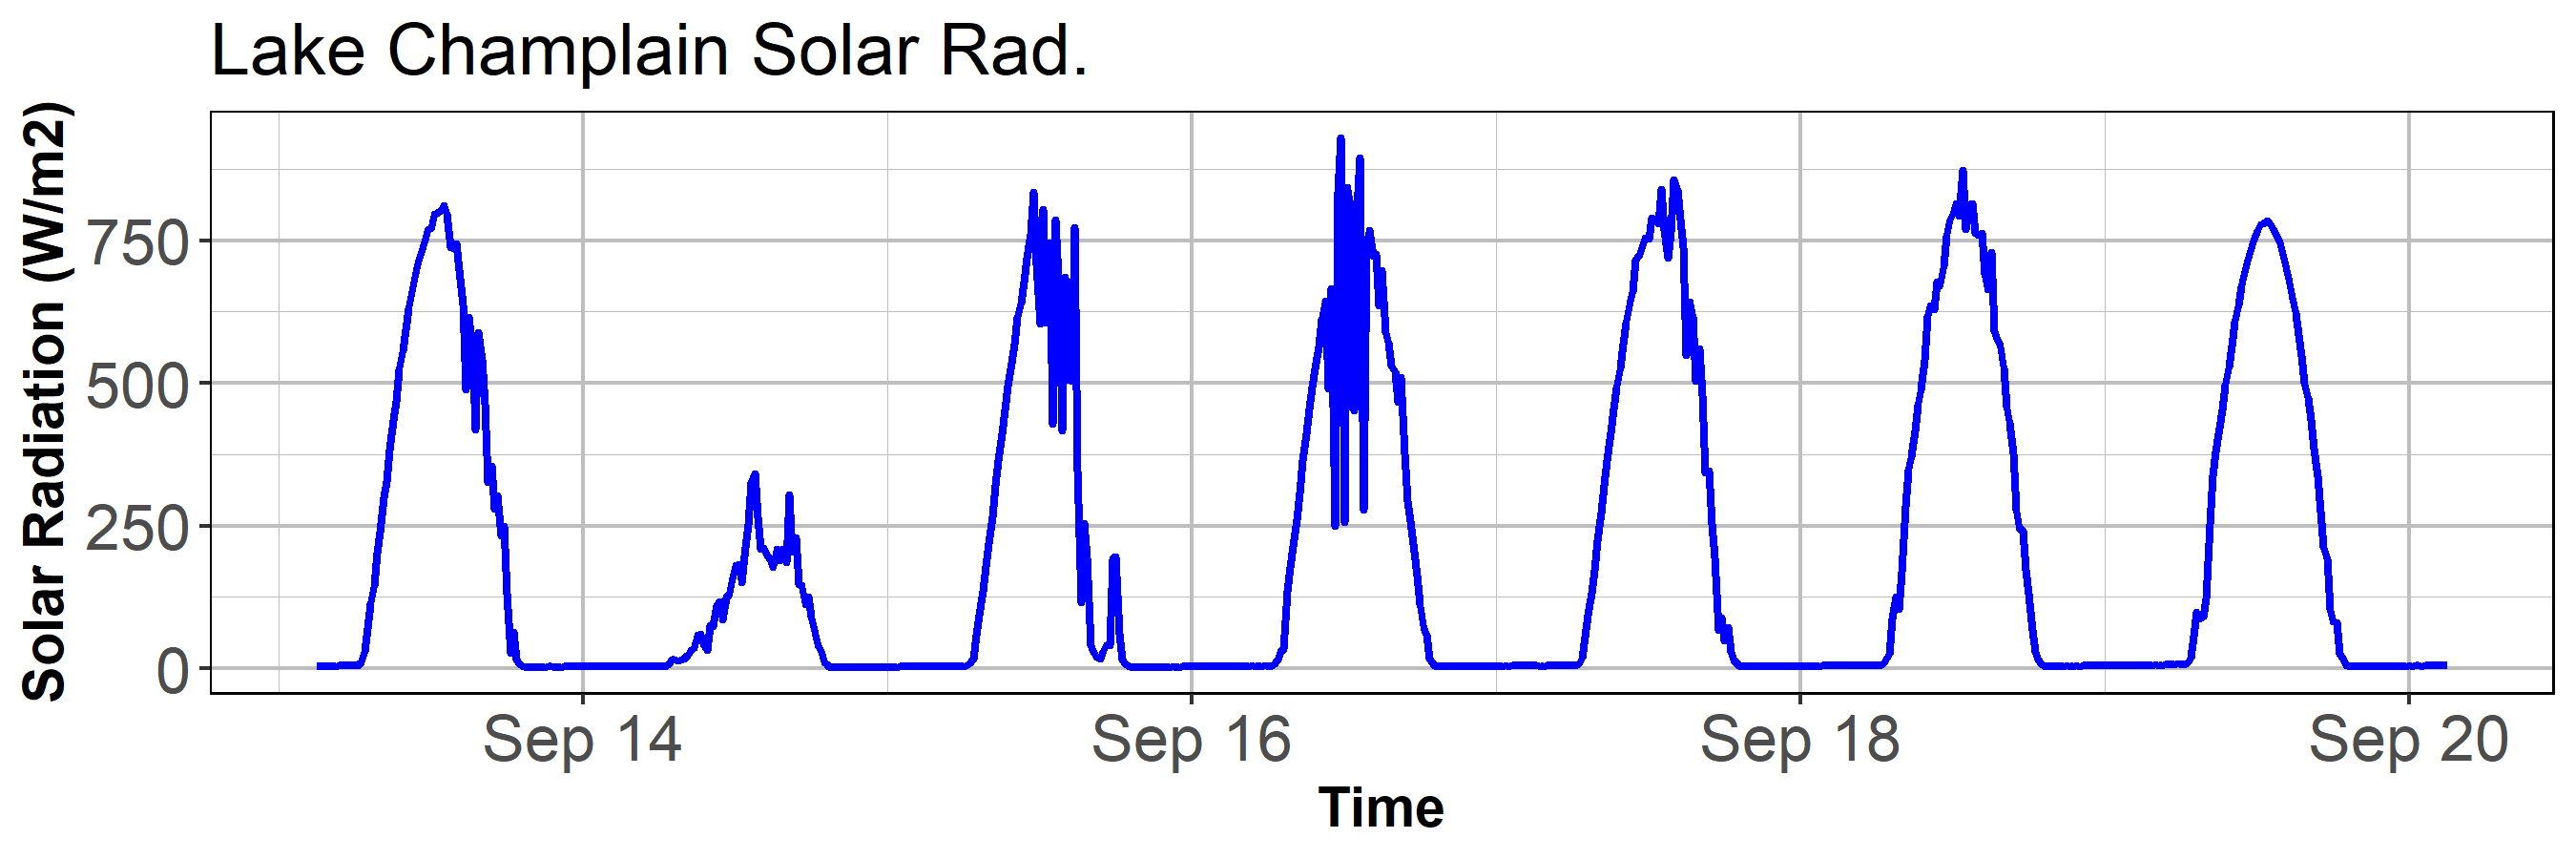 Lake Champlain Solar Rad.
Solar Radiation (W/m2)
750
500
250
0
Sep 14
Sep 16
Sep 18
Sep 20
Time